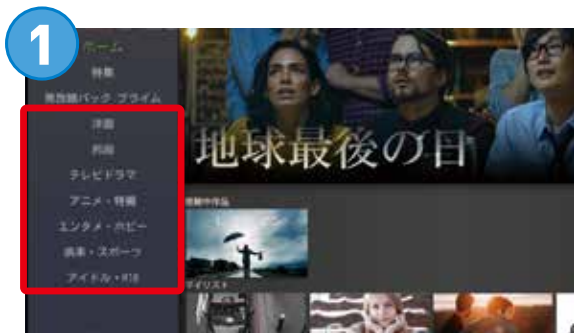 1
ホーム
特集
見放題パック プライム
洋画
邦画
テレビドラマ
アニメ・特撮
エンタメ・ホビー
娯楽・スポーツ
アイドル・R18
地球最後の日
視聴中作品
マイリスト